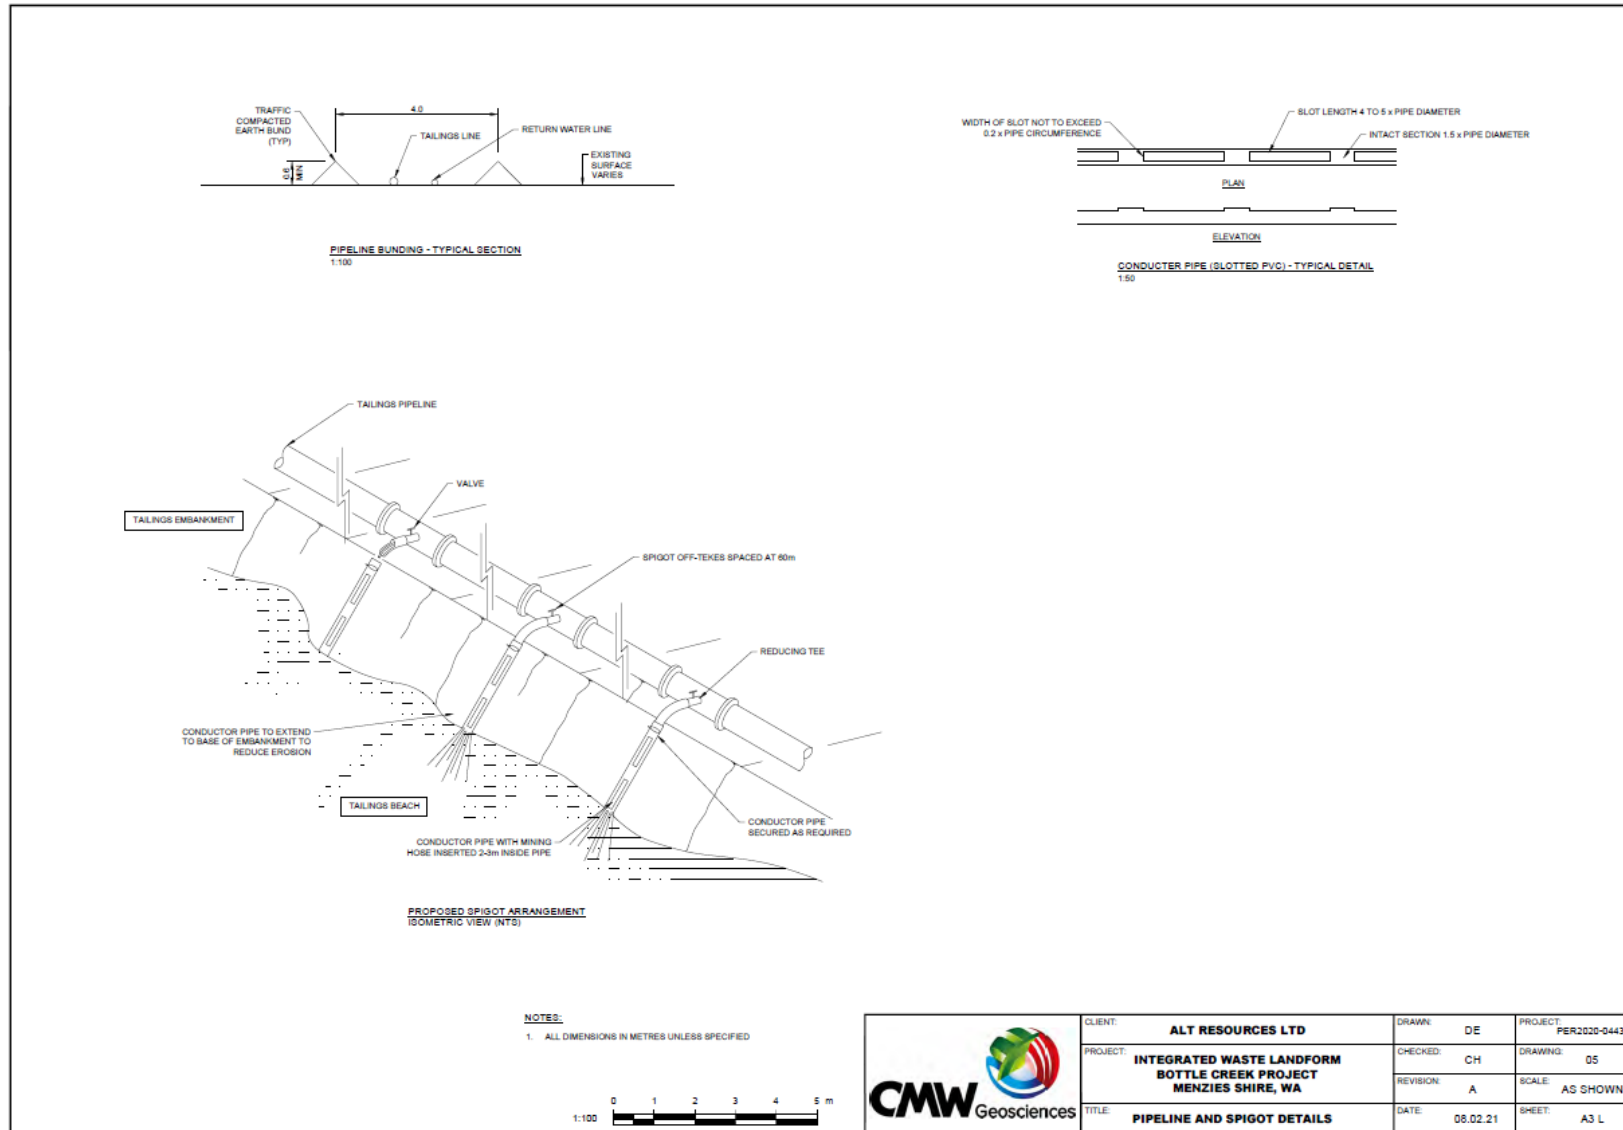 TRAFFIC
COMPACTED
EARTH BUND
(TYP)
4.0
TAILINGS LINE
RETURN WATER LINE
0.6
MIN
EXISTING
SURFACE
VARIES
PIPELINE BUNDING - TYPICAL SECTION
1:100
WIDTH OF SLOT NOT TO EXCEED
0.2 x PIPE CIRCUMFERENCE
SLOT LENGTH 4 TO 5 x PIPE DIAMETER
INTACT SECTION 1.5 x PIPE DIAMETER
PLAN
ELEVATION
CONDUCTER PIPE (SLOTTED PVC) - TYPICAL DETAIL
1:50
TAILINGS PIPELINE
VALVE
TAILINGS EMBANKMENT
SPIGOT OFF-TEKES SPACED AT 60m
REDUCING TEE
CONDUCTOR PIPE TO EXTEND
TO BASE OF EMBANKMENT TO
REDUCE EROSION
TAILINGS BEACH
CONDUCTOR PIPE WITH MINING
HOSE INSERTED 2-3m INSIDE PIPE
CONDUCTOR PIPE
SECURED AS REQUIRED
PROPOSED SPIGOT ARRANGEMENT
ISOMETRIC VIEW (NTS)
NOTES:
1. ALL DIMENSIONS IN METRES UNLESS SPECIFIED
0 1 2 3 4 5 m
1:100
CMW Geosciences
CLIENT: ALT RESOURCES LTD
PROJECT: INTEGRATED WASTE LANDFORM
BOTTLE CREEK PROJECT
MENZIES SHIRE, WA
TITLE: PIPELINE AND SPIGOT DETAILS
DRAWN: DE
CHECKED: CH
REVISION: A
DATE: 08.02.21
PROJECT: PER2020-0443
DRAWING: 05
SCALE: AS SHOWN
SHEET: A3 L